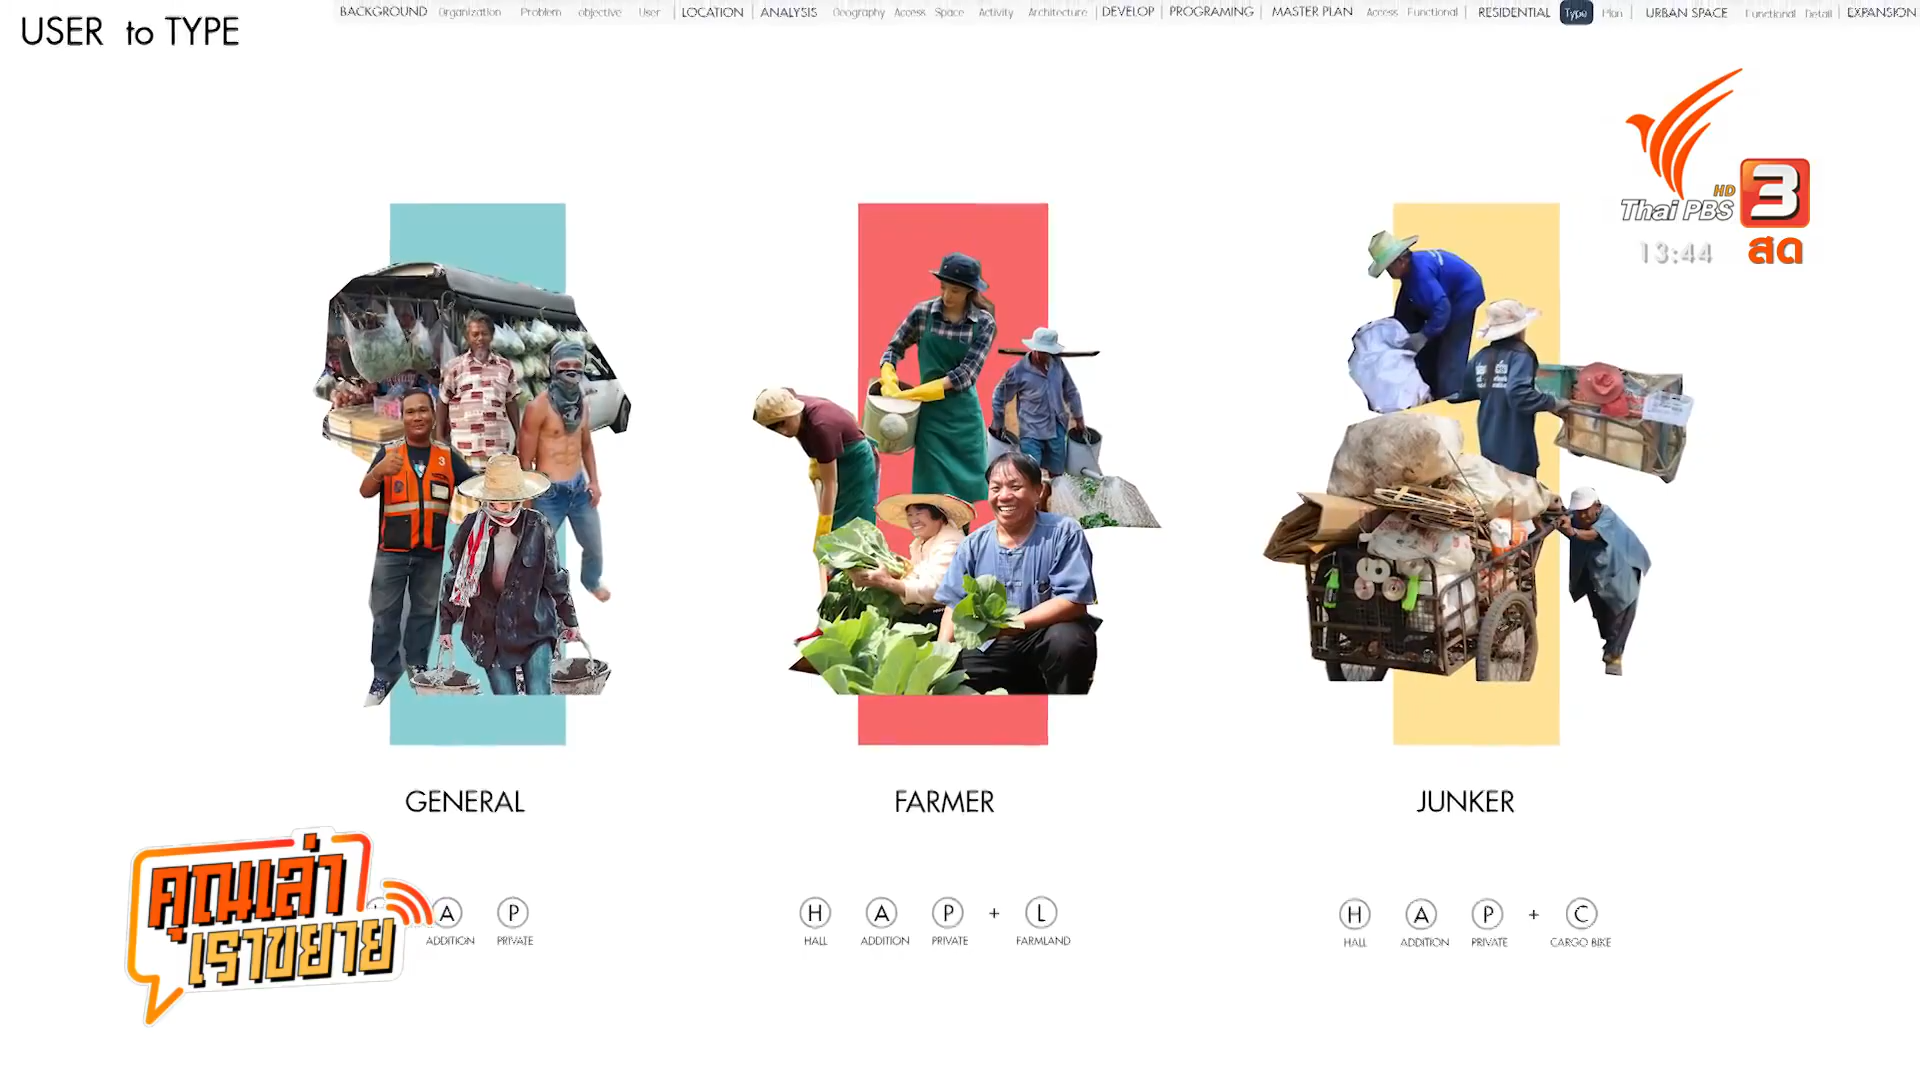 USER to TYPE
BACKGROUND Organization Problem objective User | LOCATION | ANALYSIS Geography Access Space Activity Architecture | DEVELOP | PROGRAMING | MASTER PLAN Access Functional | RESIDENTIAL Type Plan | URBAN SPACE Functional Detail | EXPANSION
HD
Thai PBS 3
13:44 สด
GENERAL
FARMER
JUNKER
A P
ADDITION PRIVATE
H A P + L
HALL ADDITION PRIVATE FARMLAND
H A P + C
HALL ADDITION PRIVATE CARGO BIKE
คุณเล่า
เราขยาย
3